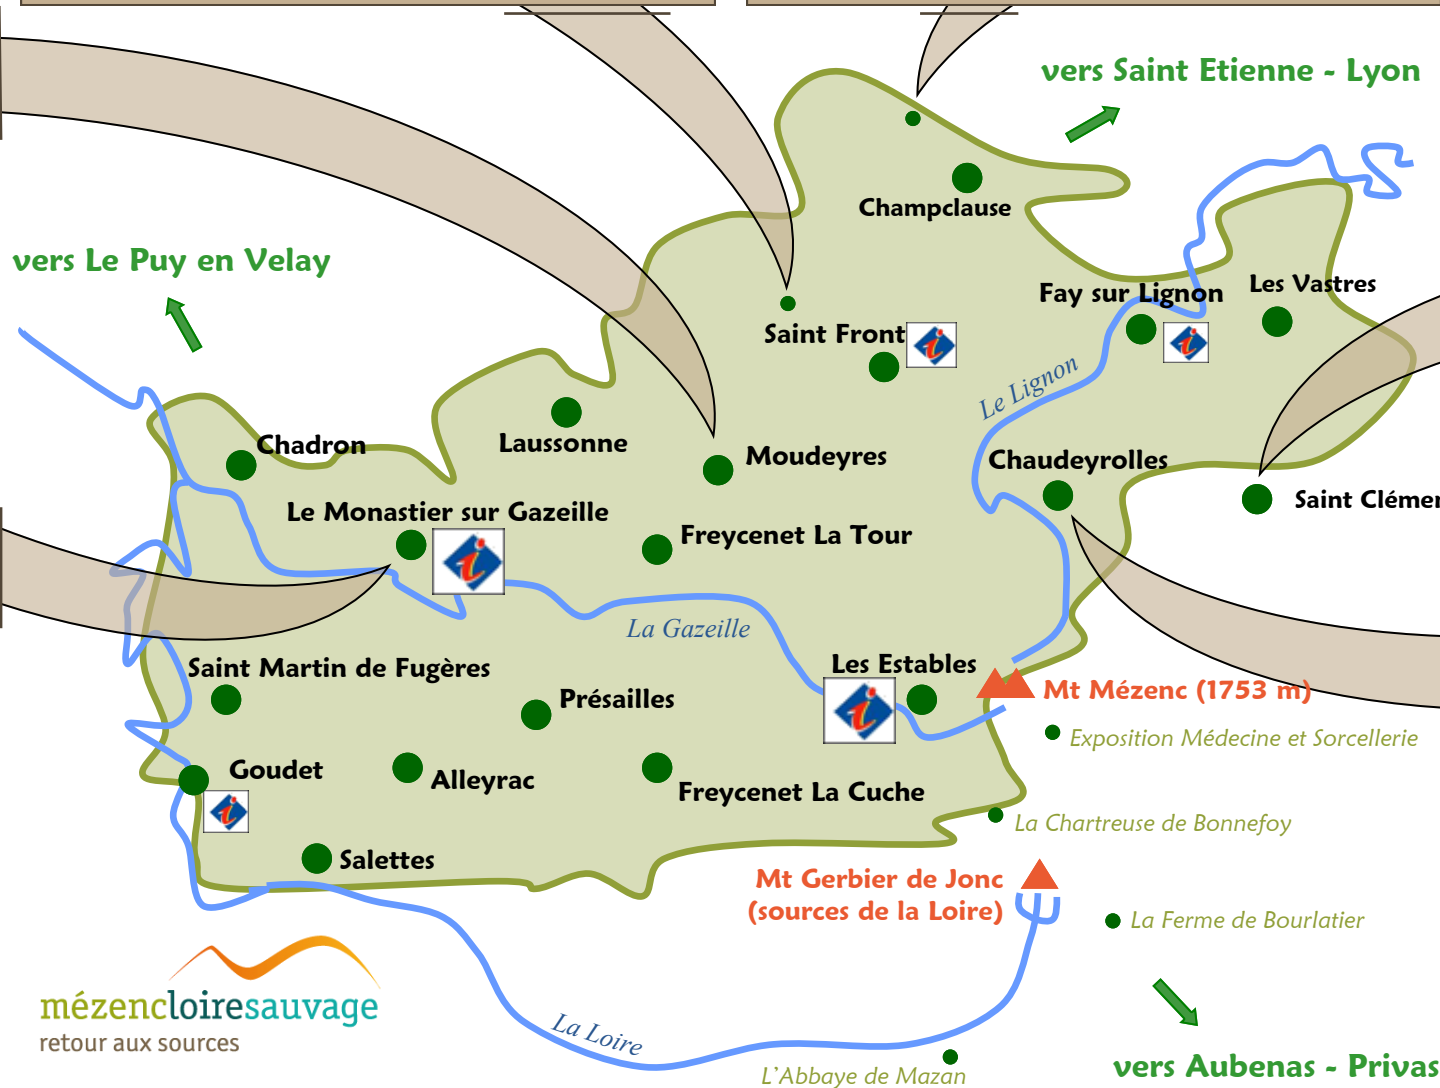 vers Saint Etienne - Lyon
Champclause
vers Le Puy en Velay
Les Vastres
Fay sur Lignon
Saint Front
Le Lignon
Chadron
Laussonne
Moudeyres
Chaudeyrolles
Le Monastier sur Gazeille
Saint Clémen
Freycenet La Tour
La Gazeille
Saint Martin de Fugères
Les Estables
Présailles
Mt Mézenc (1753 m)
Exposition Médecine et Sorcellerie
Goudet
Alleyrac
Freycenet La Cuche
La Chartreuse de Bonnefoy
Salettes
Mt Gerbier de Jonc
(sources de la Loire)
La Ferme de Bourlatier
mézencloiresauvage
retour aux sources
La Loire
vers Aubenas - Privas
L'Abbaye de Mazan